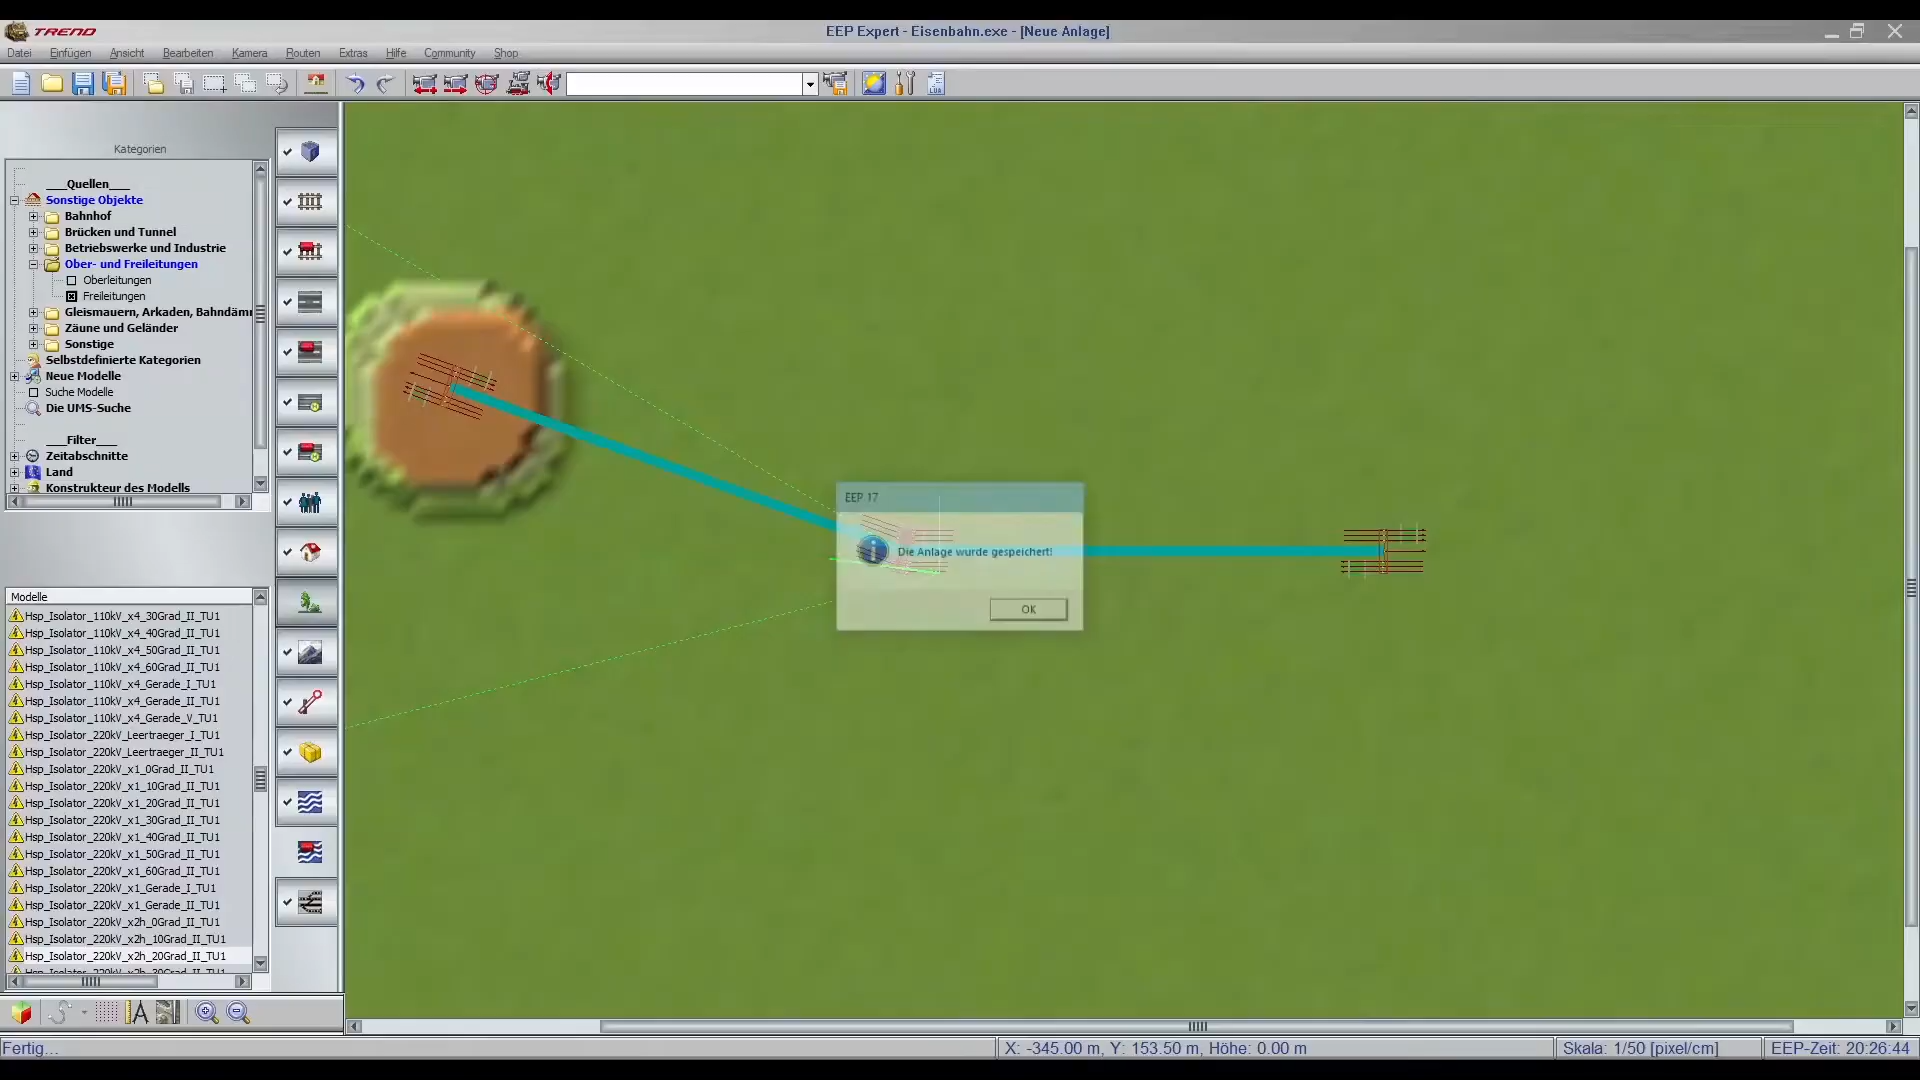 TREND
EEP Expert - Eisenbahn.exe - [Neue Anlage]
Datei Einfügen Ansicht Bearbeiten Kamera Routen Extras Hilfe Community Shop
LUA
Kategorien
___Quellen___
Sonstige Objekte
Bahnhof
Brücken und Tunnel
Betriebswerke und Industrie
Ober- und Freileitungen
Oberleitungen
Freileitungen
Gleismauern, Arkaden, Bahndäm
Zäune und Geländer
Sonstige
Selbstdefinierte Kategorien
Neue Modelle
Suche Modelle
Die UMS-Suche
___Filter___
Zeitabschnitte
Land
Konstrukteur des Modells
EEP 17
Die Anlage wurde gespeichert!
OK
Modelle
Hsp_Isolator_110kV_x4_30Grad_II_TU1
Hsp_Isolator_110kV_x4_40Grad_II_TU1
Hsp_Isolator_110kV_x4_50Grad_II_TU1
Hsp_Isolator_110kV_x4_60Grad_II_TU1
Hsp_Isolator_110kV_x4_Gerade_I_TU1
Hsp_Isolator_110kV_x4_Gerade_II_TU1
Hsp_Isolator_110kV_x4_Gerade_V_TU1
Hsp_Isolator_220kV_Leertraeger_I_TU1
Hsp_Isolator_220kV_Leertraeger_II_TU1
Hsp_Isolator_220kV_x1_0Grad_II_TU1
Hsp_Isolator_220kV_x1_10Grad_II_TU1
Hsp_Isolator_220kV_x1_20Grad_II_TU1
Hsp_Isolator_220kV_x1_30Grad_II_TU1
Hsp_Isolator_220kV_x1_40Grad_II_TU1
Hsp_Isolator_220kV_x1_50Grad_II_TU1
Hsp_Isolator_220kV_x1_60Grad_II_TU1
Hsp_Isolator_220kV_x1_Gerade_I_TU1
Hsp_Isolator_220kV_x1_Gerade_II_TU1
Hsp_Isolator_220kV_x2h_0Grad_II_TU1
Hsp_Isolator_220kV_x2h_10Grad_II_TU1
Hsp_Isolator_220kV_x2h_20Grad_II_TU1
Hsp_Isolator_220kV_x2h_30Grad_II_TU1
Fertig...
X: -345.00 m, Y: 153.50 m, Höhe: 0.00 m
Skala: 1/50 [pixel/cm]
EEP-Zeit: 20:26:44